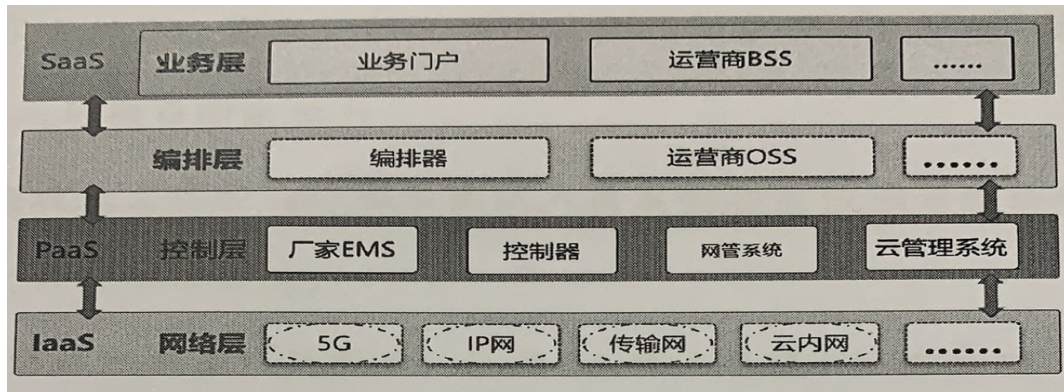 SaaS 业务层 业务门户 运营商BSS ......
编排层 编排器 运营商OSS ......
PaaS 控制层 厂家EMS 控制器 网管系统 云管理系统
IaaS 网络层 5G IP网 传输网 云内网 ......